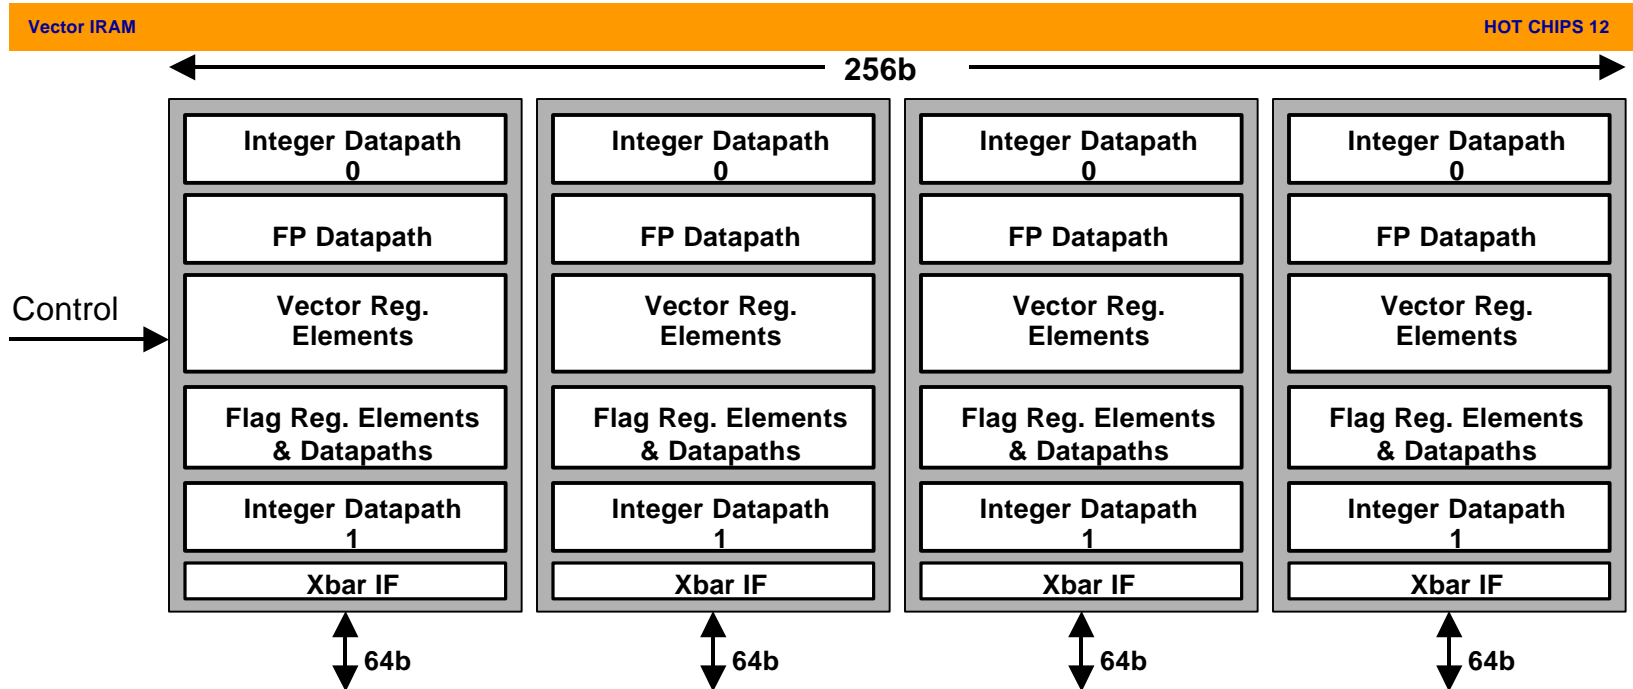 Vector IRAM
HOT CHIPS 12
256b
Control
Integer Datapath
0
FP Datapath
Vector Reg.
Elements
Flag Reg. Elements
& Datapaths
Integer Datapath
1
Xbar IF
64b
Integer Datapath
0
FP Datapath
Vector Reg.
Elements
Flag Reg. Elements
& Datapaths
Integer Datapath
1
Xbar IF
64b
Integer Datapath
0
FP Datapath
Vector Reg.
Elements
Flag Reg. Elements
& Datapaths
Integer Datapath
1
Xbar IF
64b
Integer Datapath
0
FP Datapath
Vector Reg.
Elements
Flag Reg. Elements
& Datapaths
Integer Datapath
1
Xbar IF
64b